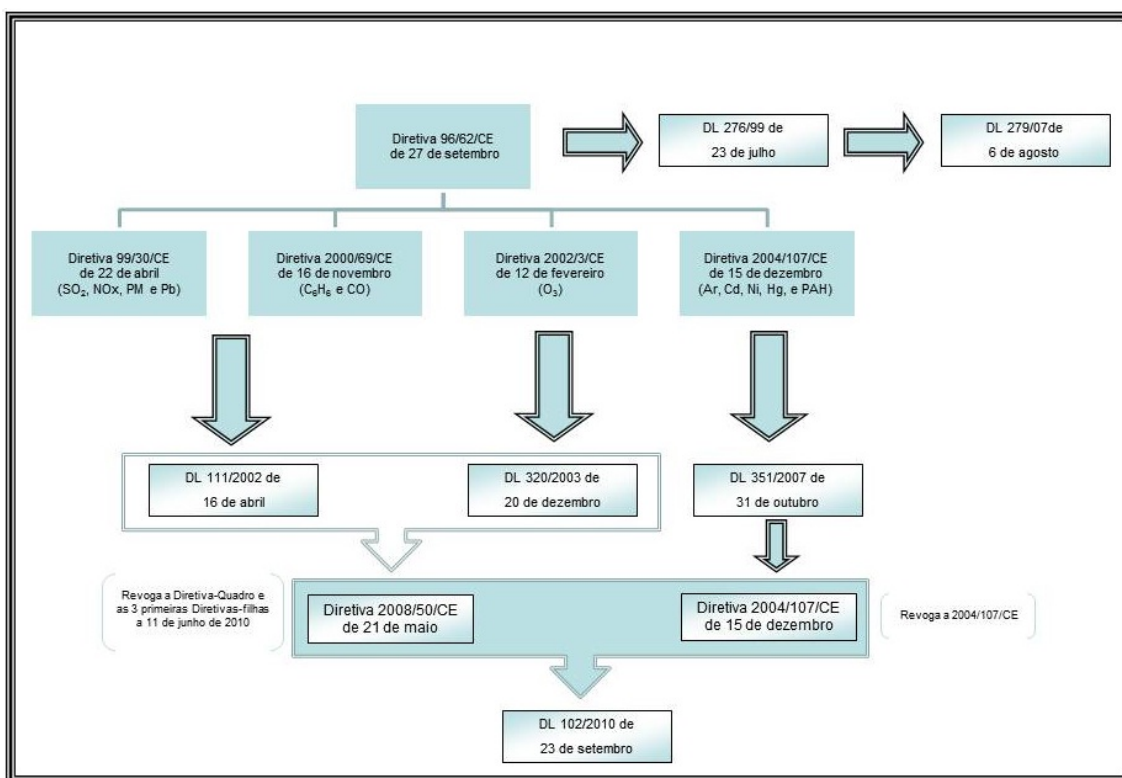 Diretiva 96/62/CE
de 27 de setembro
DL 276/99 de
23 de julho
DL 279/07de
6 de agosto
Diretiva 99/30/CE
de 22 de abril
(SO₂, NOx, PM e Pb)
Diretiva 2000/69/CE
de 16 de novembro
(C₆H₆ e CO)
Diretiva 2002/3/CE
de 12 de fevereiro
(O₃)
Diretiva 2004/107/CE
de 15 de dezembro
(Ar, Cd, Ni, Hg, e PAH)
DL 111/2002 de
16 de abril
DL 320/2003 de
20 de dezembro
DL 351/2007 de
31 de outubro
Revoga a Diretiva-Quadro e
as 3 primeiras Diretivas-filhas
a 11 de junho de 2010
Diretiva 2008/50/CE
de 21 de maio
Diretiva 2004/107/CE
de 15 de dezembro
Revoga a 2004/107/CE
DL 102/2010 de
23 de setembro